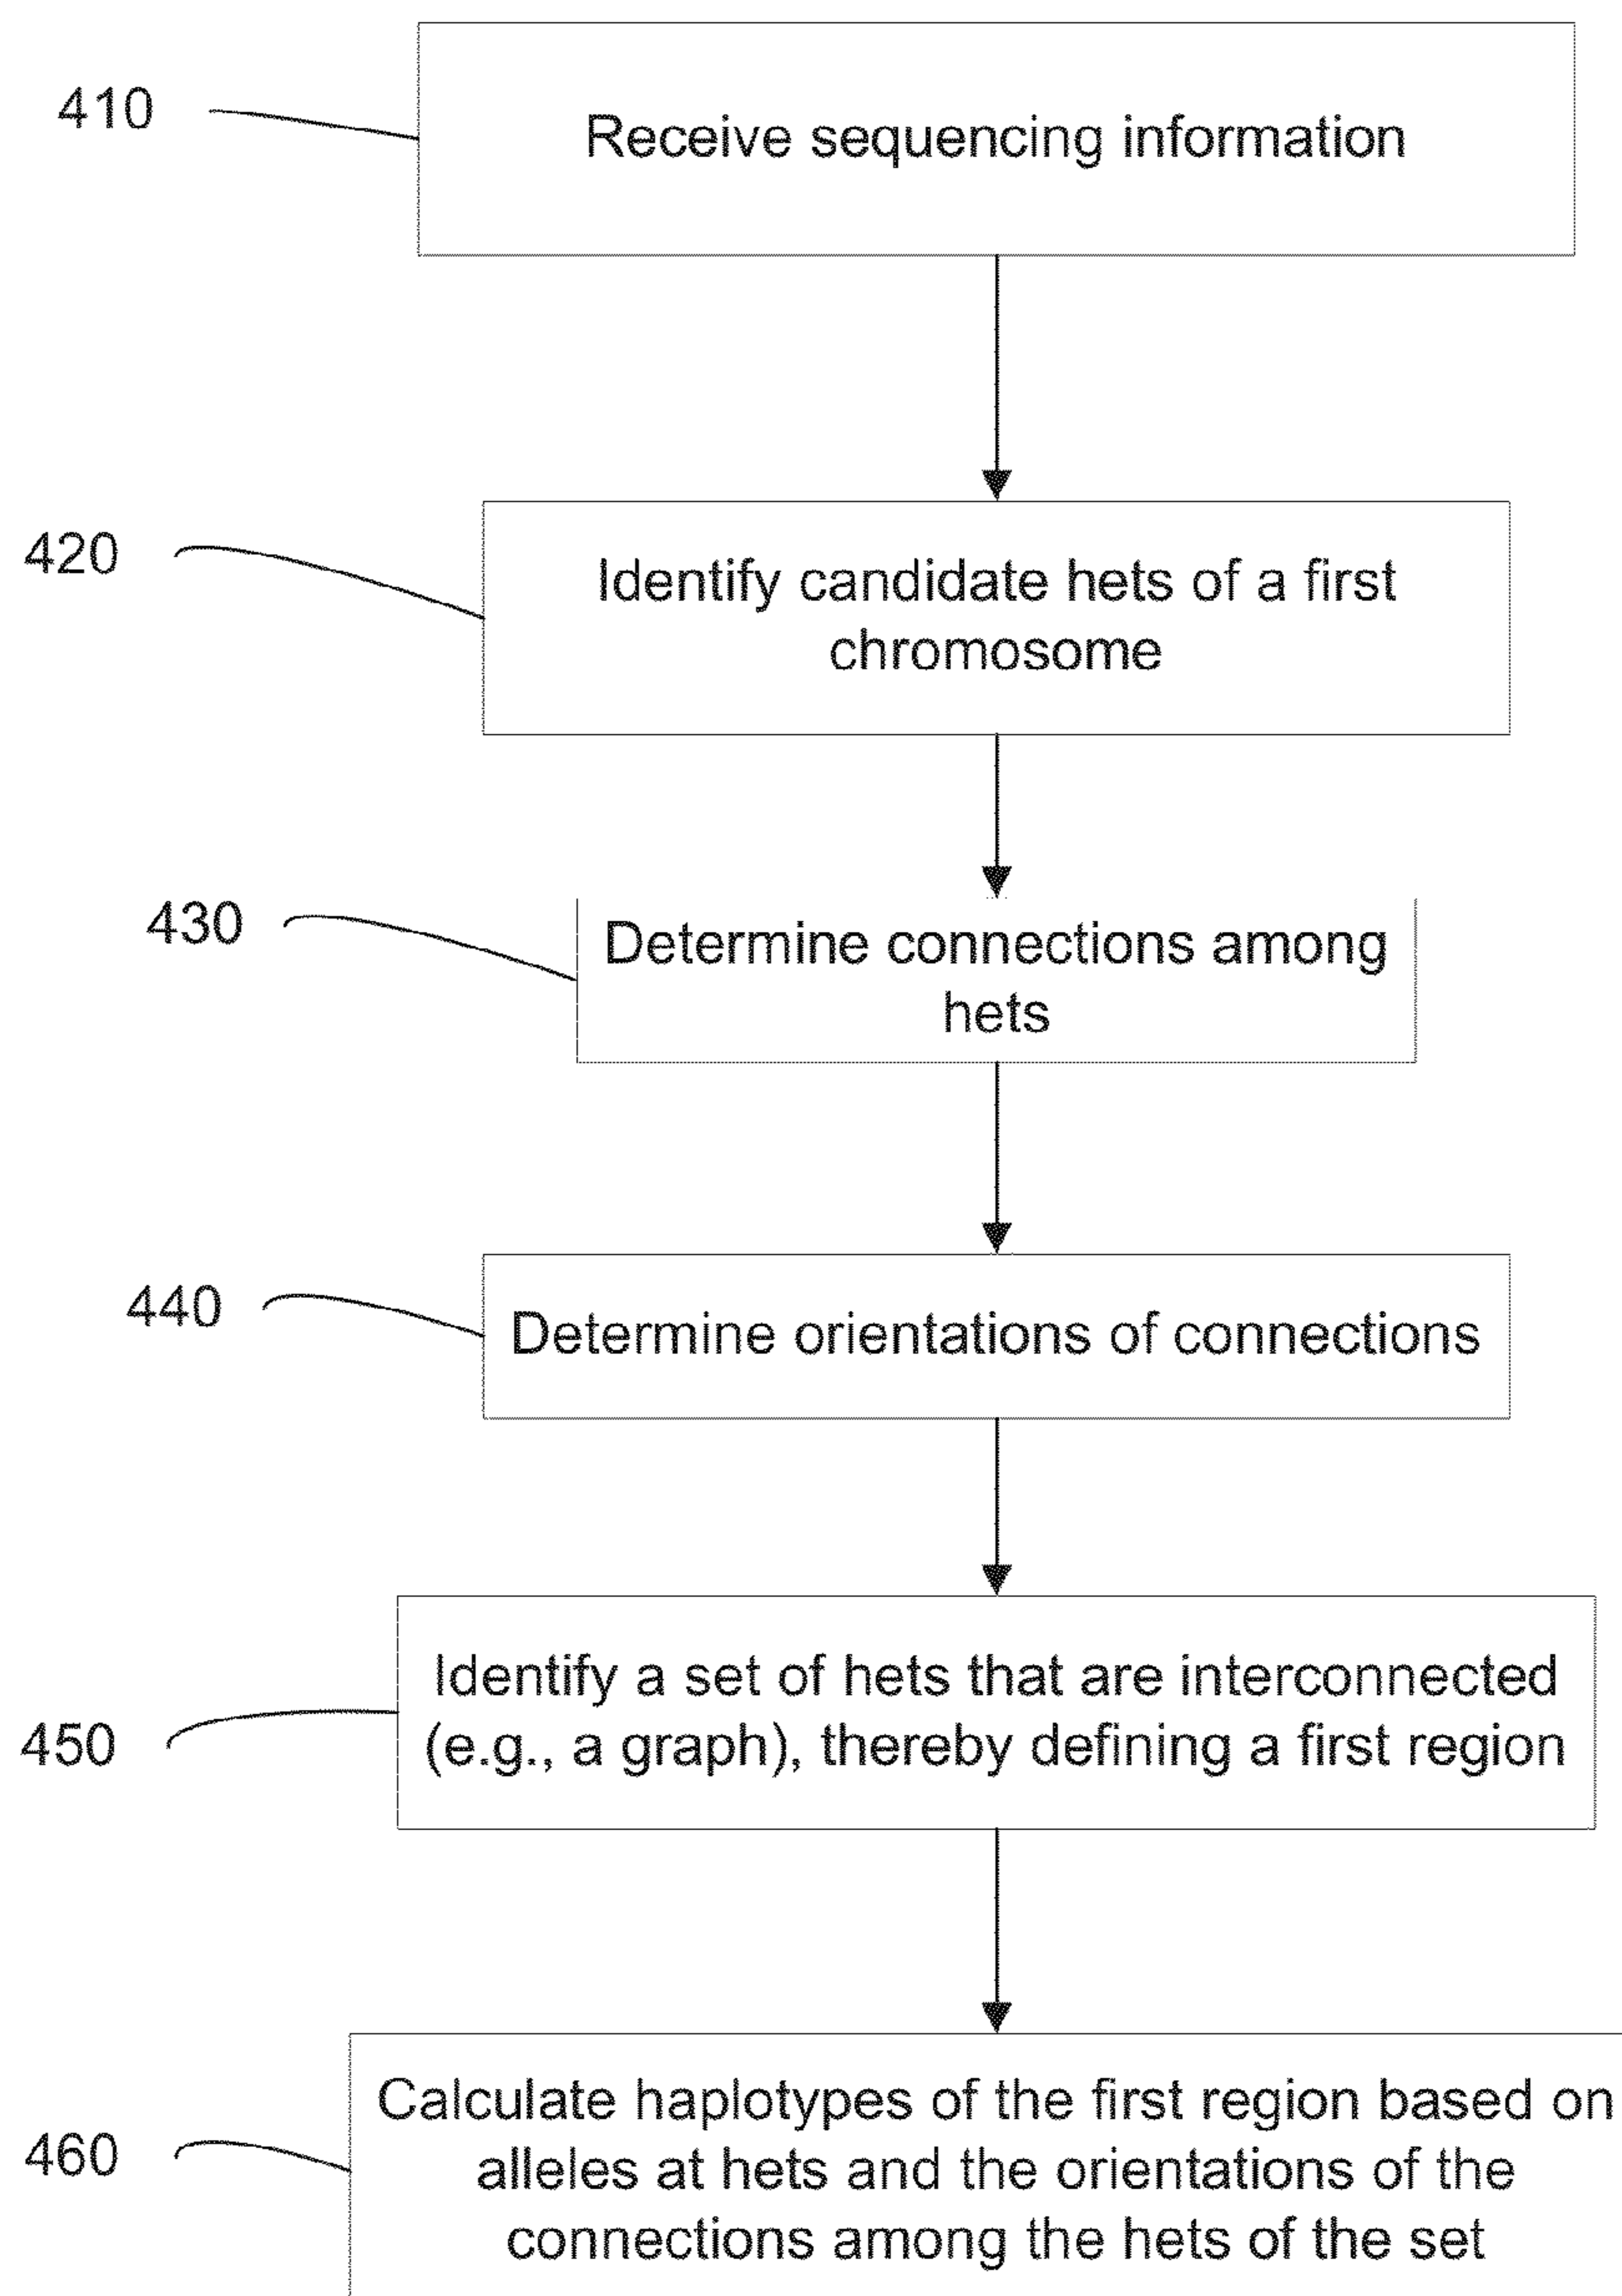 410
Receive sequencing information
420
Identify candidate hets of a first
chromosome
430
Determine connections among
hets
440
Determine orientations of connections
450
Identify a set of hets that are interconnected
(e.g., a graph), thereby defining a first region
460
Calculate haplotypes of the first region based on
alleles at hets and the orientations of the
connections among the hets of the set